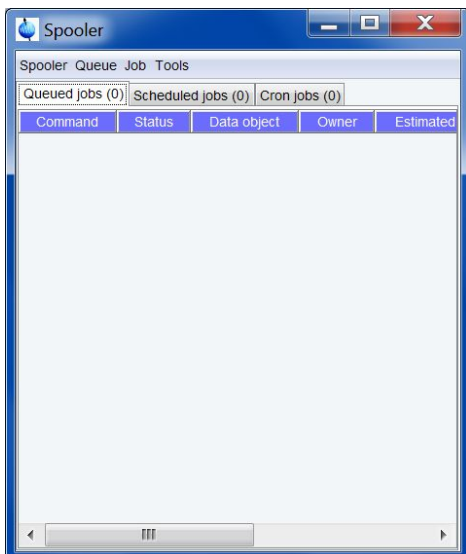 Spooler
Spooler Queue Job Tools
Queued jobs (0) Scheduled jobs (0) Cron jobs (0)
Command Status Data object Owner Estimated